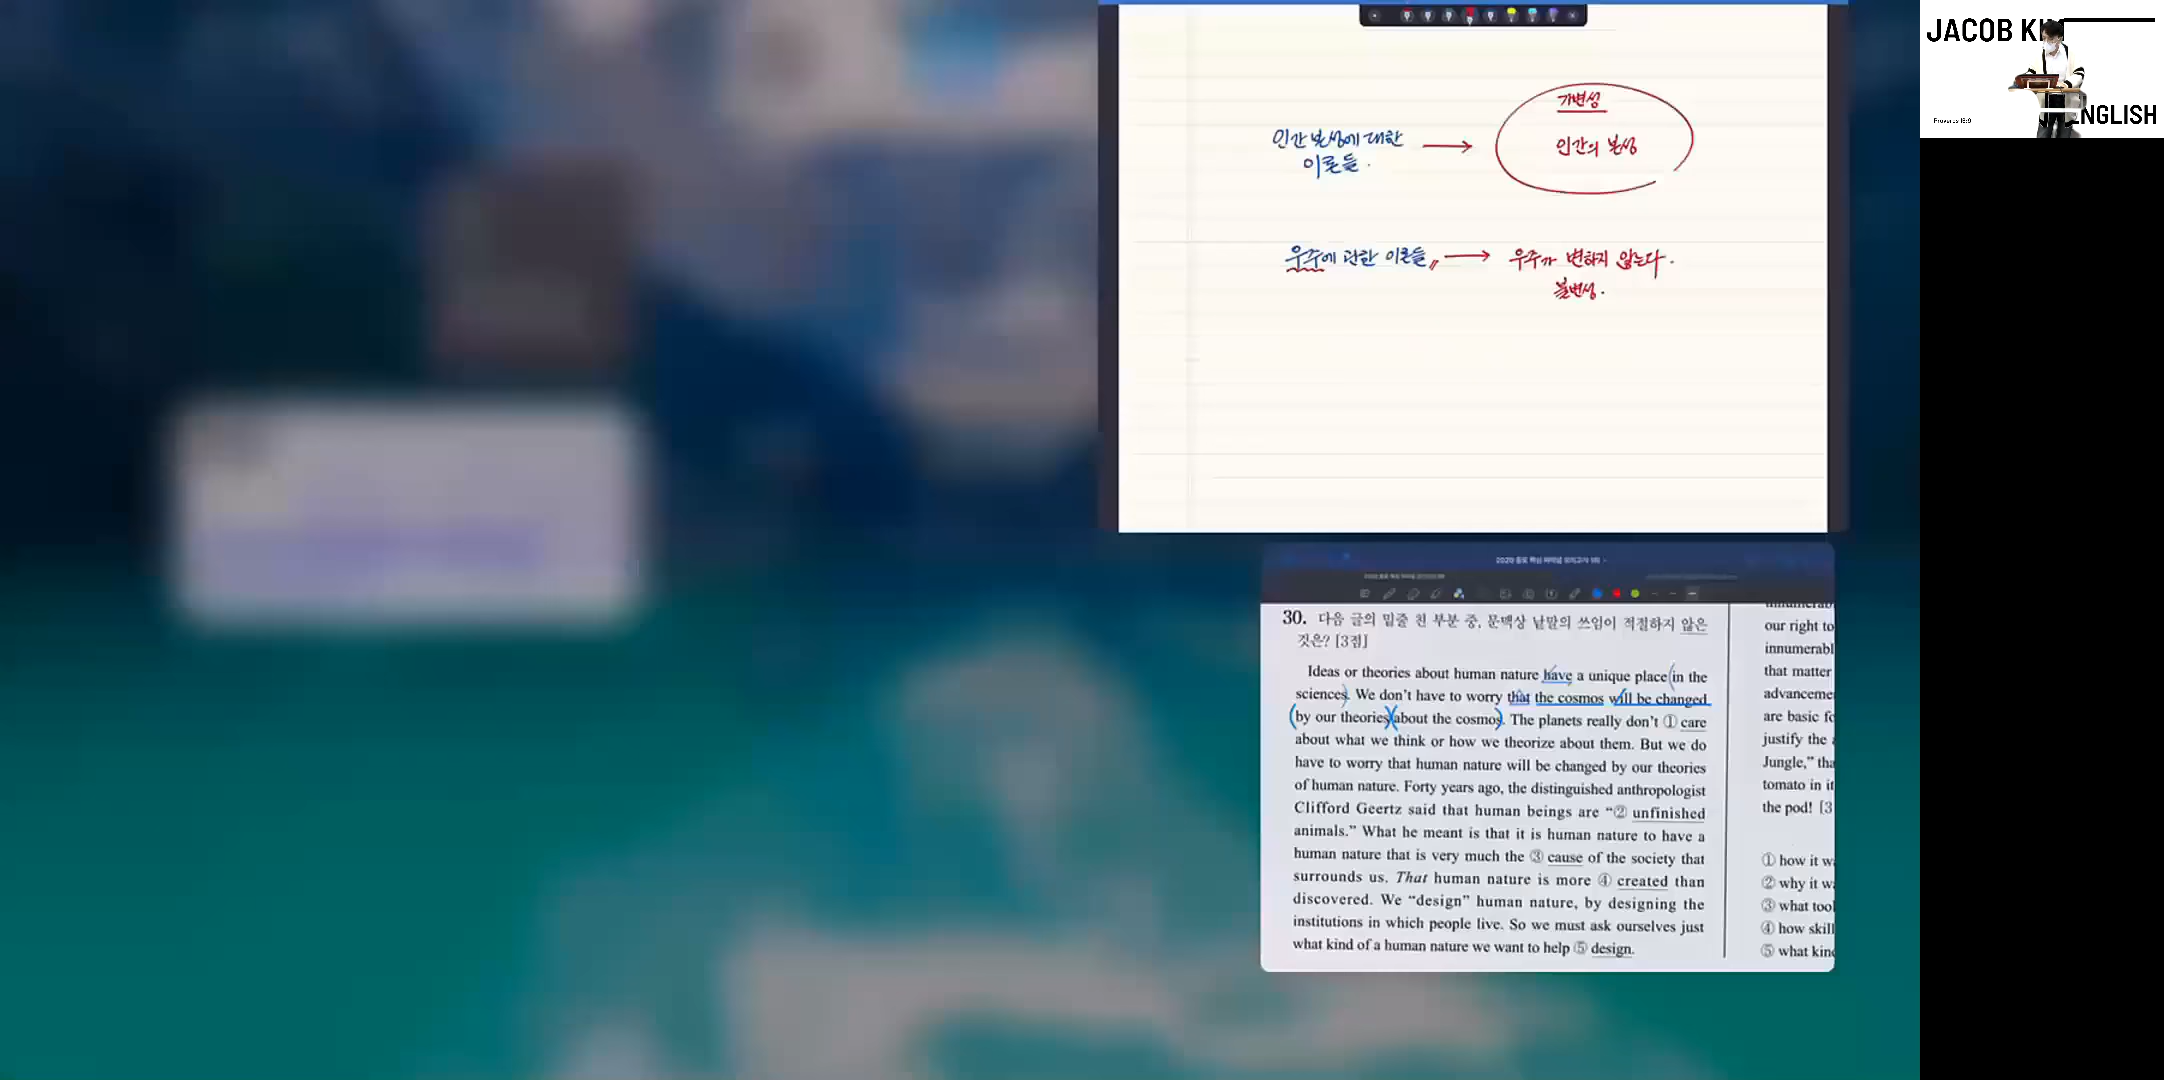 가변성
인간 본성에 대한
이론들.
인간의 본성
우주에 관한 이론들
우주가 변하지 않는다.
불변성.
JACOB KIM
ENGLISH
30. 다음 글의 밑줄 친 부분 중, 문맥상 낱말의 쓰임이 적절하지 않은
것은? [3점]
Ideas or theories about human nature have a unique place in the
sciences. We don't have to worry that the cosmos will be changed
by our theories about the cosmos. The planets really don't ① care
about what we think or how we theorize about them. But we do
have to worry that human nature will be changed by our theories
of human nature. Forty years ago, the distinguished anthropologist
Clifford Geertz said that human beings are “② unfinished
animals.” What he meant is that it is human nature to have a
human nature that is very much the ③ cause of the society that
surrounds us. That human nature is more ④ created than
discovered. We “design” human nature, by designing the
institutions in which people live. So we must ask ourselves just
what kind of a human nature we want to help ⑤ design.
our right to
innumerabl
that matter
advanceme
are basic fo
justify the
Jungle,” tha
tomato in it
the pod! [3
① how it w
② why it w
③ what tool
④ how skill
⑤ what kind